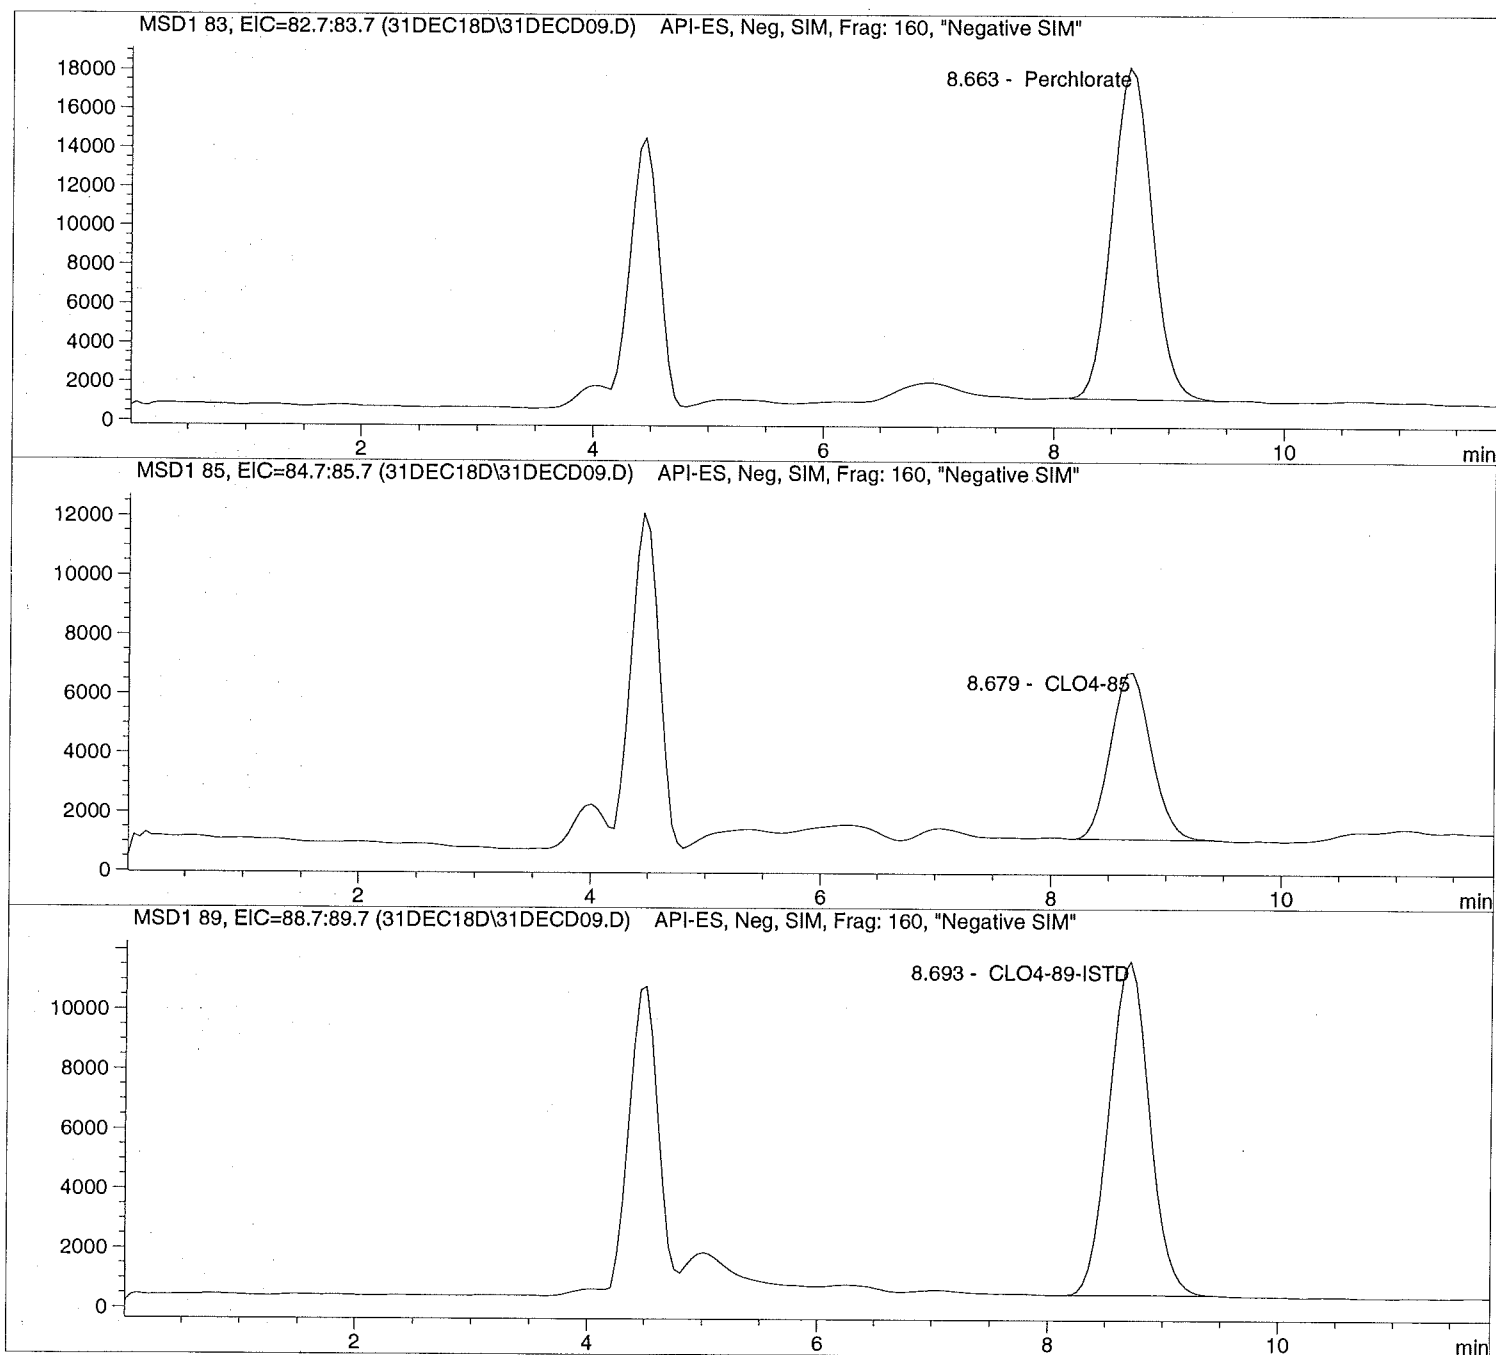 MSD1 83, EIC=82.7:83.7 (31DEC18D\31DECD09.D) API-ES, Neg, SIM, Frag: 160, "Negative SIM"
18000
8.663 - Perchlorate
16000
14000
12000
10000
8000
6000
4000
2000
0
2 4 6 8 10 min
MSD1 85, EIC=84.7:85.7 (31DEC18D\31DECD09.D) API-ES, Neg, SIM, Frag: 160, "Negative SIM"
12000
10000
8000
8.679 - CLO4-85
6000
4000
2000
0
2 4 6 8 10 min
MSD1 89, EIC=88.7:89.7 (31DEC18D\31DECD09.D) API-ES, Neg, SIM, Frag: 160, "Negative SIM"
8.693 - CLO4-89-ISTD
10000
8000
6000
4000
2000
0
2 4 6 8 10 min